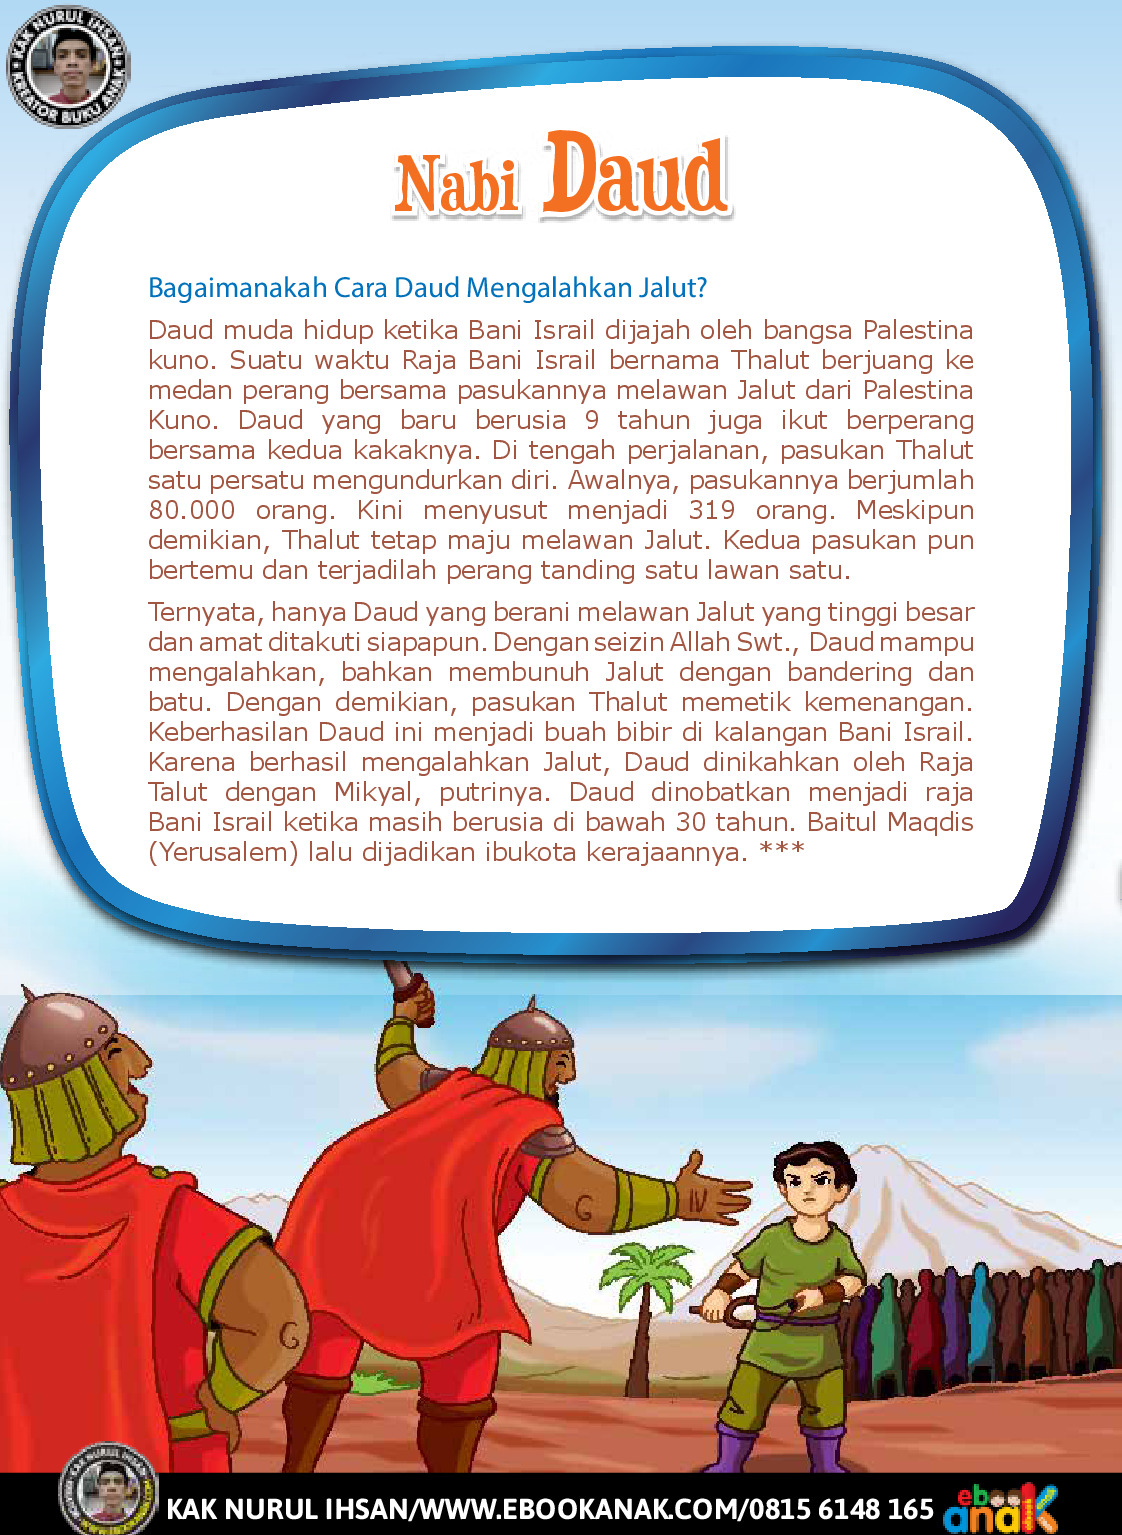 KAK NURUL IHSAN
KREATOR BUKU ANAK
Nabi Daud
Bagaimanakah Cara Daud Mengalahkan Jalut?
Daud muda hidup ketika Bani Israil dijajah oleh bangsa Palestina
kuno. Suatu waktu Raja Bani Israil bernama Thalut berjuang ke
medan perang bersama pasukannya melawan Jalut dari Palestina
Kuno. Daud yang baru berusia 9 tahun juga ikut berperang
bersama kedua kakaknya. Di tengah perjalanan, pasukan Thalut
satu persatu mengundurkan diri. Awalnya, pasukannya berjumlah
80.000 orang. Kini menyusut menjadi 319 orang. Meskipun
demikian, Thalut tetap maju melawan Jalut. Kedua pasukan pun
bertemu dan terjadilah perang tanding satu lawan satu.
Ternyata, hanya Daud yang berani melawan Jalut yang tinggi besar
dan amat ditakuti siapapun. Dengan seizin Allah Swt., Daud mampu
mengalahkan, bahkan membunuh Jalut dengan bandering dan
batu. Dengan demikian, pasukan Thalut memetik kemenangan.
Keberhasilan Daud ini menjadi buah bibir di kalangan Bani Israil.
Karena berhasil mengalahkan Jalut, Daud dinikahkan oleh Raja
Talut dengan Mikyal, putrinya. Daud dinobatkan menjadi raja
Bani Israil ketika masih berusia di bawah 30 tahun. Baitul Maqdis
(Yerusalem) lalu dijadikan ibukota kerajaannya. ***
KAK NURUL IHSAN
KAK NURUL IHSAN/WWW.EBOOKANAK.COM/0815 6148 165
ebook
anak